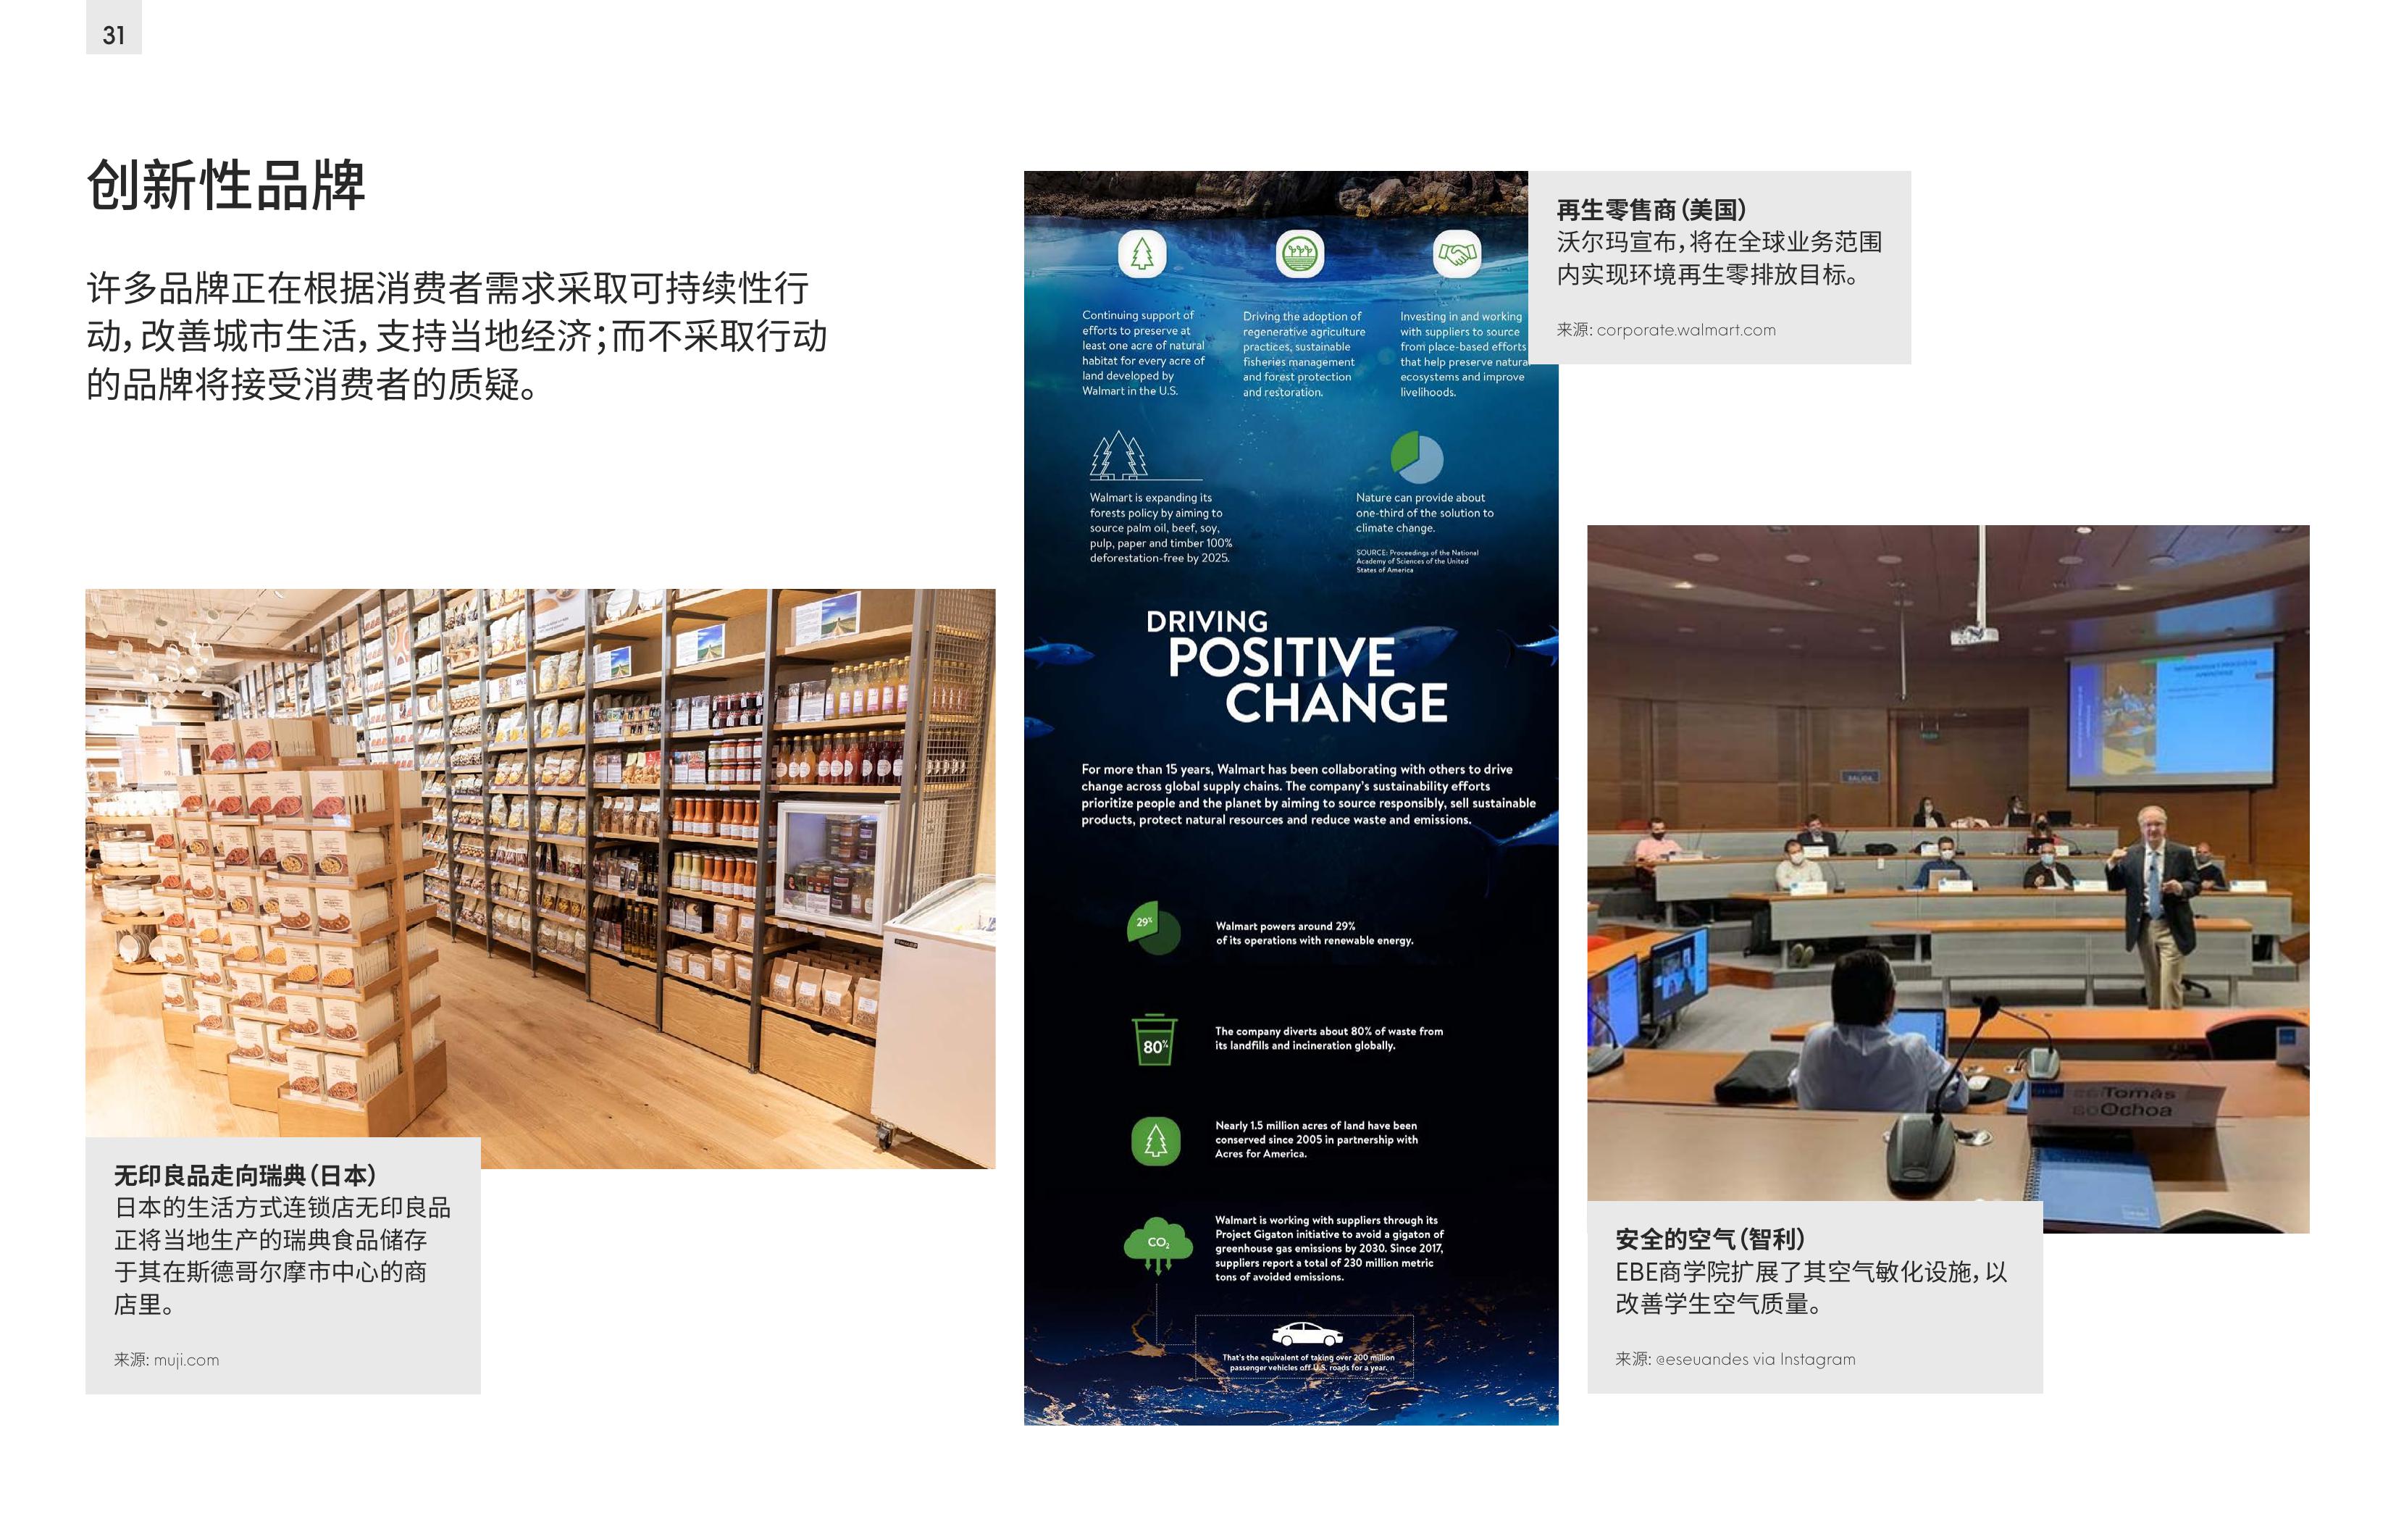 31
创新性品牌
许多品牌正在根据消费者需求采取可持续性行
动，改善城市生活，支持当地经济；而不采取行动
的品牌将接受消费者的质疑。
无印良品走向瑞典（日本）
日本的生活方式连锁店无印良品
正将当地生产的瑞典食品储存
于其在斯德哥尔摩市中心的商
店里。
来源: muji.com
Continuing support of
efforts to preserve at
least one acre of natural
habitat for every acre of
land developed by
Walmart in the U.S.
Driving the adoption of
regenerative agriculture
practices, sustainable
fisheries management
and forest protection
and restoration.
Investing in and working
with suppliers to source
from place-based efforts
that help preserve natural
ecosystems and improve
livelihoods.
Walmart is expanding its
forests policy by aiming to
source palm oil, beef, soy,
pulp, paper and timber 100%
deforestation-free by 2025.
Nature can provide about
one-third of the solution to
climate change.
SOURCE: Proceedings of the National
Academy of Sciences of the United
States of America
DRIVING
POSITIVE
CHANGE
For more than 15 years, Walmart has been collaborating with others to drive
change across global supply chains. The company's sustainability efforts
prioritize people and the planet by aiming to source responsibly, sell sustainable
products, protect natural resources and reduce waste and emissions.
29%
Walmart powers around 29%
of its operations with renewable energy.
80%
The company diverts about 80% of waste from
its landfills and incineration globally.
Nearly 1.5 million acres of land have been
conserved since 2005 in partnership with
Acres for America.
CO₂
Walmart is working with suppliers through its
Project Gigaton initiative to avoid a gigaton of
greenhouse gas emissions by 2030. Since 2017,
suppliers report a total of 230 million metric
tons of avoided emissions.
That's the equivalent of taking over 200 million
passenger vehicles off U.S. roads for a year.
再生零售商（美国）
沃尔玛宣布，将在全球业务范围
内实现环境再生零排放目标。
来源: corporate.walmart.com
SALIDA
Tomás
Ochoa
安全的空气（智利）
EBE商学院扩展了其空气敏化设施，以
改善学生空气质量。
来源: @eseuandes via Instagram